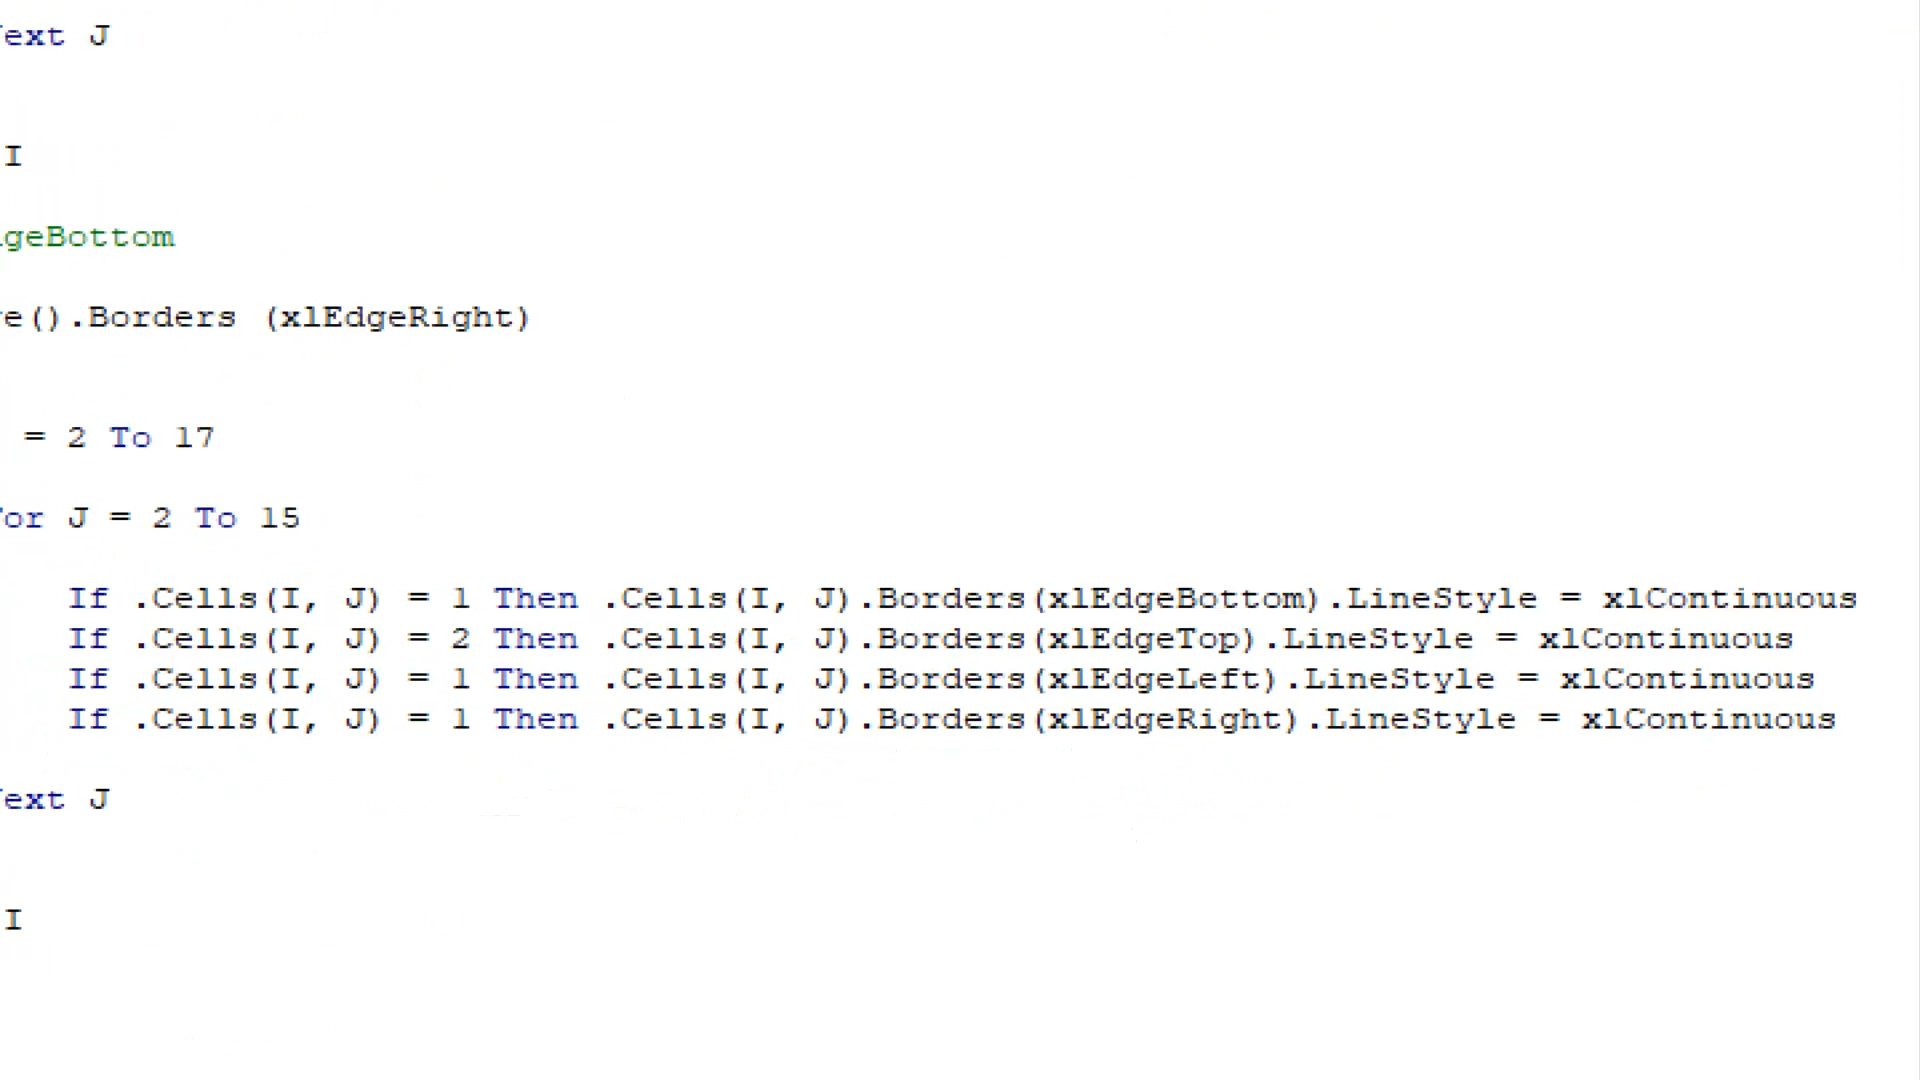 ext J
I
geBottom
e().Borders (xlEdgeRight)
= 2 To 17
or J = 2 To 15
If .Cells(I, J) = 1 Then .Cells(I, J).Borders(xlEdgeBottom).LineStyle = xlContinuous
If .Cells(I, J) = 2 Then .Cells(I, J).Borders(xlEdgeTop).LineStyle = xlContinuous
If .Cells(I, J) = 1 Then .Cells(I, J).Borders(xlEdgeLeft).LineStyle = xlContinuous
If .Cells(I, J) = 1 Then .Cells(I, J).Borders(xlEdgeRight).LineStyle = xlContinuous
ext J
I